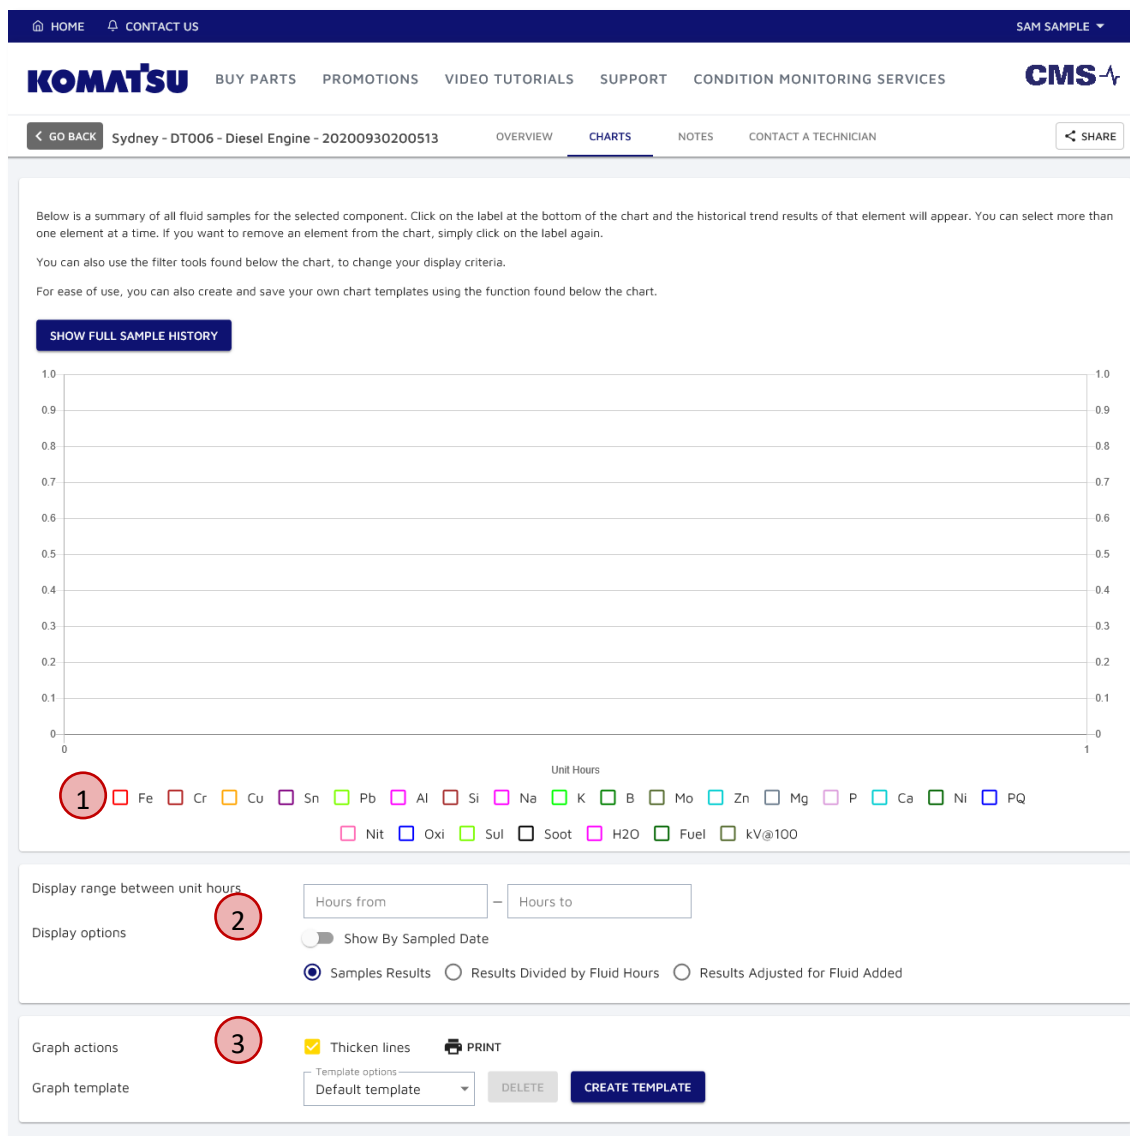 HOME CONTACT US SAM SAMPLE
KOMATSU BUY PARTS PROMOTIONS VIDEO TUTORIALS SUPPORT CONDITION MONITORING SERVICES CMS
GO BACK Sydney - DT006 - Diesel Engine - 20200930200513 OVERVIEW CHARTS NOTES CONTACT A TECHNICIAN SHARE
Below is a summary of all fluid samples for the selected component. Click on the label at the bottom of the chart and the historical trend results of that element will appear. You can select more than
one element at a time. If you want to remove an element from the chart, simply click on the label again.
You can also use the filter tools found below the chart, to change your display criteria.
For ease of use, you can also create and save your own chart templates using the function found below the chart.
SHOW FULL SAMPLE HISTORY
1.0 1.0
0.9 0.9
0.8 0.8
0.7 0.7
0.6 0.6
0.5 0.5
0.4 0.4
0.3 0.3
0.2 0.2
0.1 0.1
0 0
0 1
Unit Hours
1 Fe Cr Cu Sn Pb Al Si Na K B Mo Zn Mg P Ca Ni PQ
Nit Oxi Sul Soot H2O Fuel kV@100
Display range between unit hours Hours from – Hours to
2
Display options Show By Sampled Date
Samples Results Results Divided by Fluid Hours Results Adjusted for Fluid Added
Graph actions 3 Thicken lines PRINT
Template options
Graph template Default template DELETE CREATE TEMPLATE